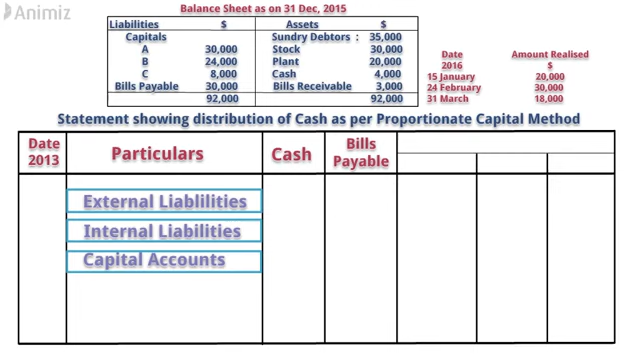 Animiz
Balance Sheet as on 31 Dec, 2015
Liabilities $ Assets $
Capitals Sundry Debtors : 35,000
A 30,000 Stock 30,000
B 24,000 Plant 20,000
C 8,000 Cash 4,000
Bills Payable 30,000 Bills Receivable 3,000
92,000 92,000
Date Amount Realised
2016 $
15 January 20,000
24 February 30,000
31 March 18,000
Statement showing distribution of Cash as per Proportionate Capital Method
Date 2013 Particulars Cash Bills Payable
External Liablilities
Internal Liabilities
Capital Accounts